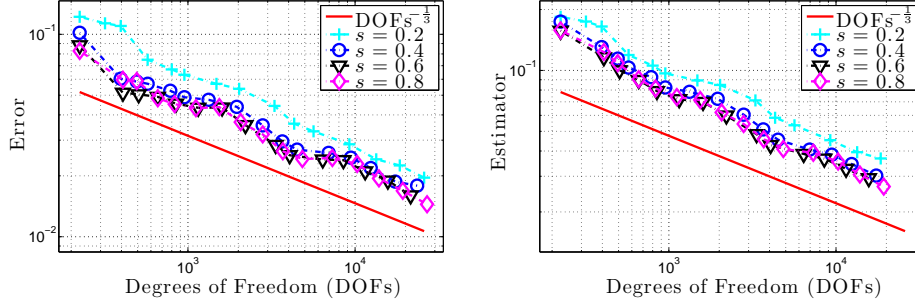 Error
10^{-1}
10^{-2}
DOFs^{-\frac{1}{3}}
s = 0.2
s = 0.4
s = 0.6
s = 0.8
10^3
10^4
Degrees of Freedom (DOFs)
Estimator
10^{-1}
DOFs^{-\frac{1}{3}}
s = 0.2
s = 0.4
s = 0.6
s = 0.8
10^3
10^4
Degrees of Freedom (DOFs)